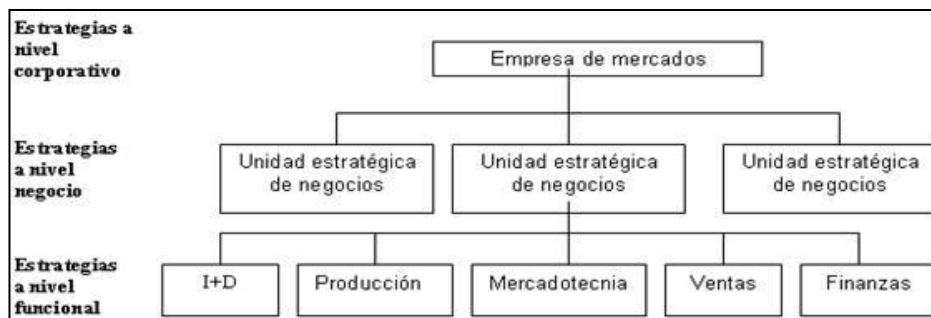 Estrategias a
nivel
corporativo
Empresa de mercados
Estrategias
a nivel
negocio
Unidad estratégica
de negocios
Unidad estratégica
de negocios
Unidad estratégica
de negocios
Estrategias
a nivel
funcional
I+D
Producción
Mercadotecnia
Ventas
Finanzas